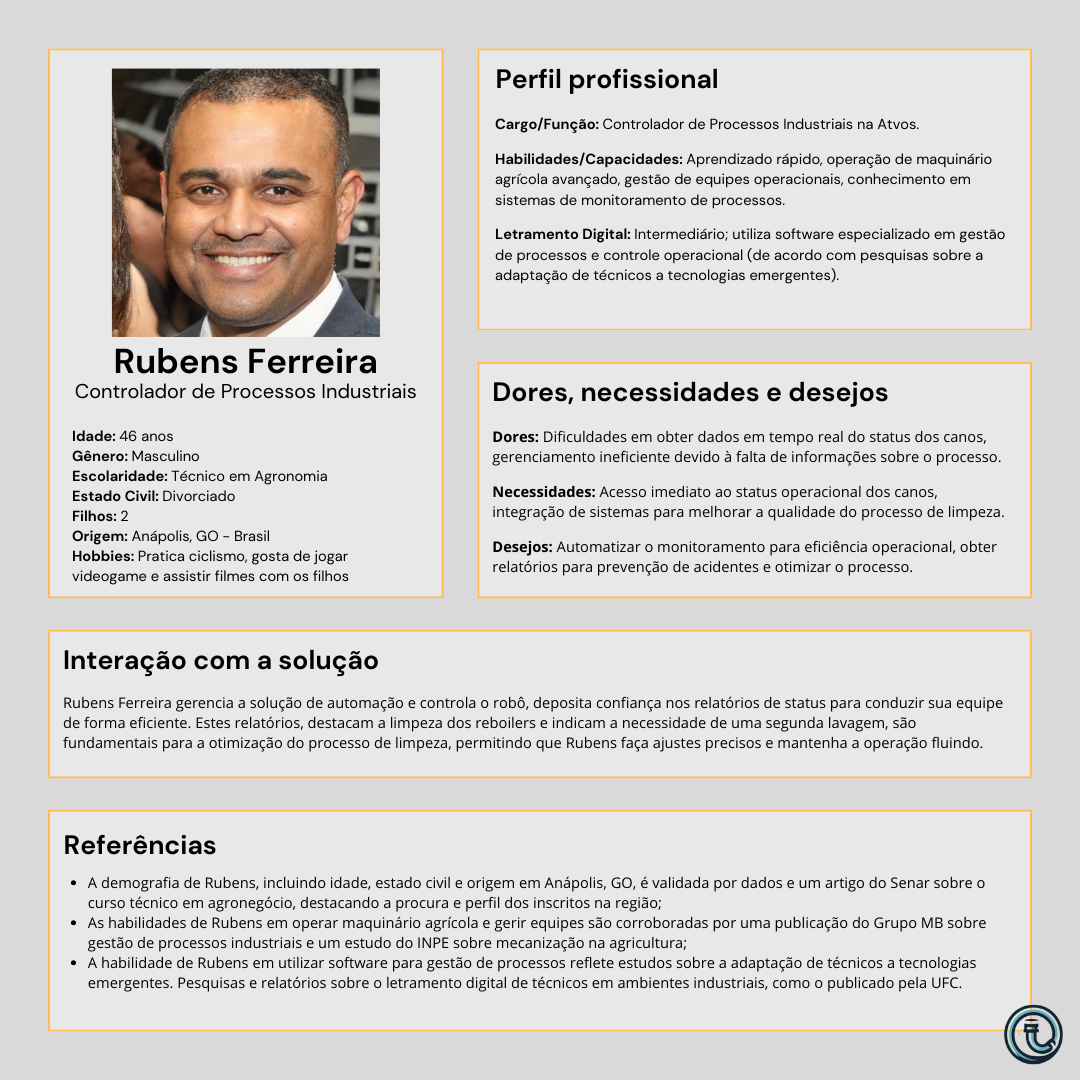 Rubens Ferreira
Controlador de Processos Industriais
Idade: 46 anos
Gênero: Masculino
Escolaridade: Técnico em Agronomia
Estado Civil: Divorciado
Filhos: 2
Origem: Anápolis, GO - Brasil
Hobbies: Pratica ciclismo, gosta de jogar
videogame e assistir filmes com os filhos
Perfil profissional
Cargo/Função: Controlador de Processos Industriais na Atvos.
Habilidades/Capacidades: Aprendizado rápido, operação de maquinário
agrícola avançado, gestão de equipes operacionais, conhecimento em
sistemas de monitoramento de processos.
Letramento Digital: Intermediário; utiliza software especializado em gestão
de processos e controle operacional (de acordo com pesquisas sobre a
adaptação de técnicos a tecnologias emergentes).
Dores, necessidades e desejos
Dores: Dificuldades em obter dados em tempo real do status dos canos,
gerenciamento ineficiente devido à falta de informações sobre o processo.
Necessidades: Acesso imediato ao status operacional dos canos,
integração de sistemas para melhorar a qualidade do processo de limpeza.
Desejos: Automatizar o monitoramento para eficiência operacional, obter
relatórios para prevenção de acidentes e otimizar o processo.
Interação com a solução
Rubens Ferreira gerencia a solução de automação e controla o robô, deposita confiança nos relatórios de status para conduzir sua equipe
de forma eficiente. Estes relatórios, destacam a limpeza dos reboilers e indicam a necessidade de uma segunda lavagem, são
fundamentais para a otimização do processo de limpeza, permitindo que Rubens faça ajustes precisos e mantenha a operação fluindo.
Referências
• A demografia de Rubens, incluindo idade, estado civil e origem em Anápolis, GO, é validada por dados e um artigo do Senar sobre o
curso técnico em agronegócio, destacando a procura e perfil dos inscritos na região;
• As habilidades de Rubens em operar maquinário agrícola e gerir equipes são corroboradas por uma publicação do Grupo MB sobre
gestão de processos industriais e um estudo do INPE sobre mecanização na agricultura;
• A habilidade de Rubens em utilizar software para gestão de processos reflete estudos sobre a adaptação de técnicos a tecnologias
emergentes. Pesquisas e relatórios sobre o letramento digital de técnicos em ambientes industriais, como o publicado pela UFC.